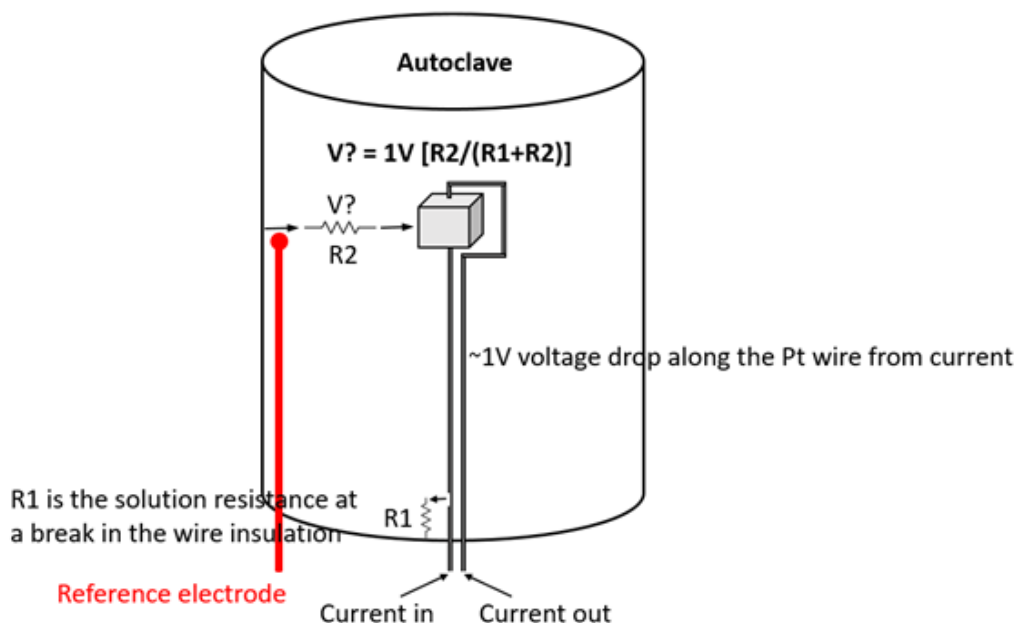 Autoclave
V? = 1V [R2/(R1+R2)]
V?
R2
~1V voltage drop along the Pt wire from current
R1 is the solution resistance at
a break in the wire insulation
R1
Reference electrode
Current in
Current out